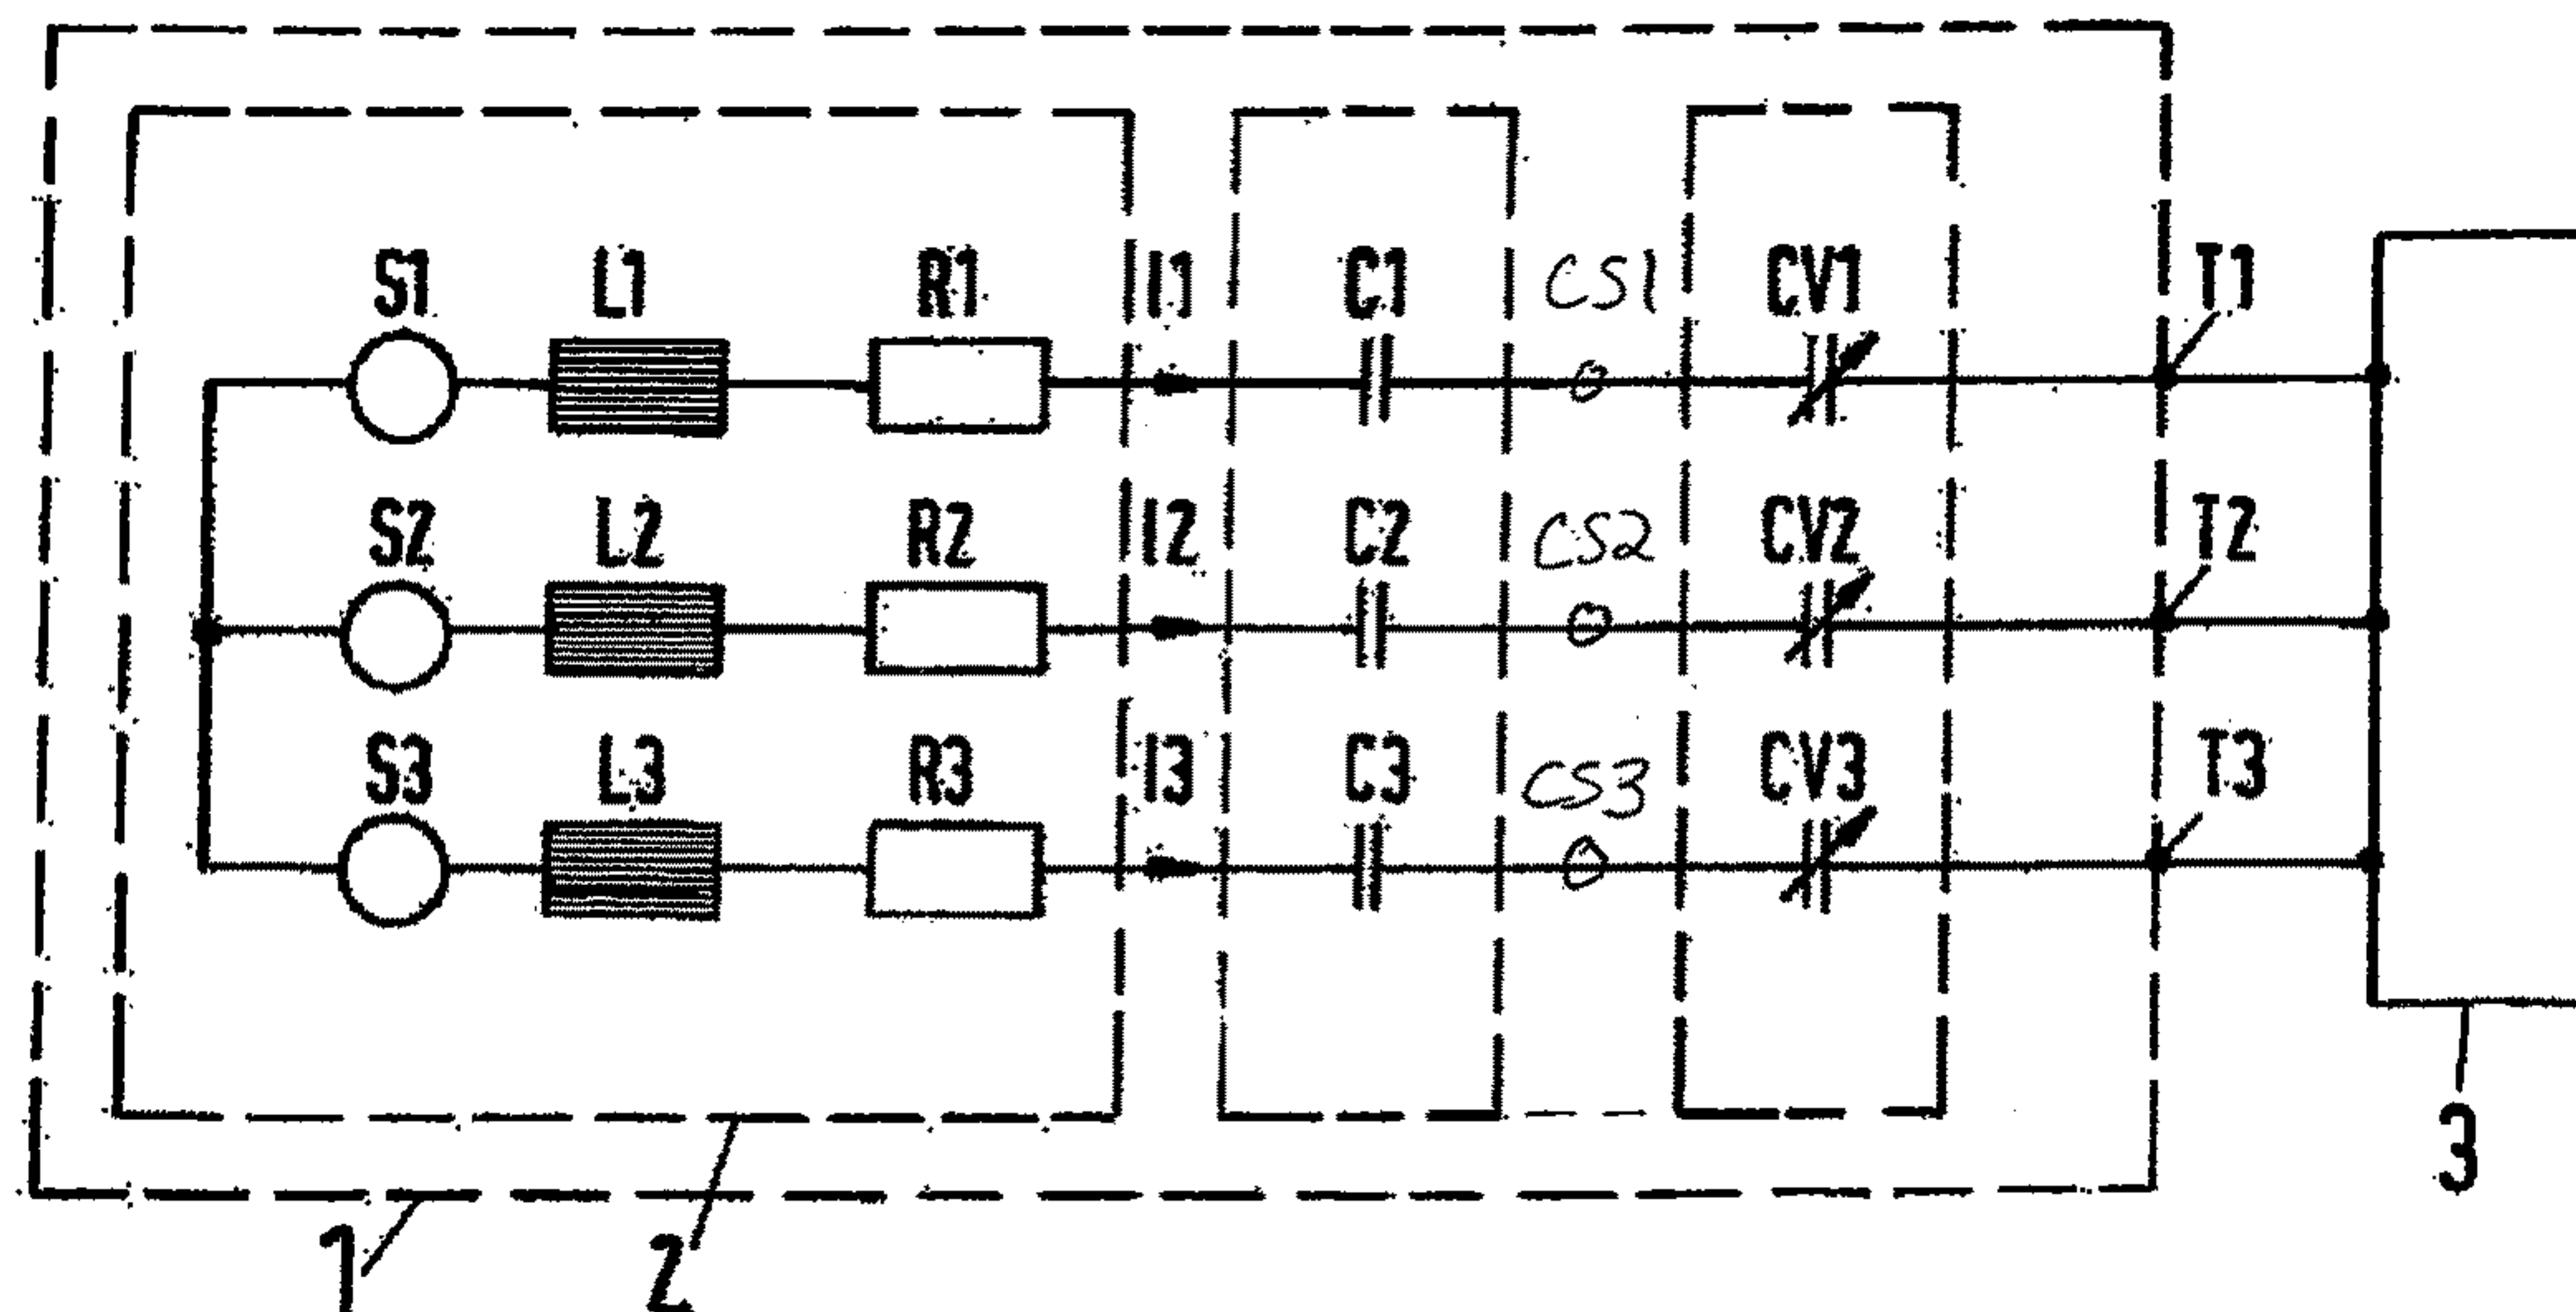 S1 L1 R1 I1 C1 CS1 CV1 T1
S2 L2 R2 I2 C2 CS2 CV2 T2
S3 L3 R3 I3 C3 CS3 CV3 T3
1 2 3